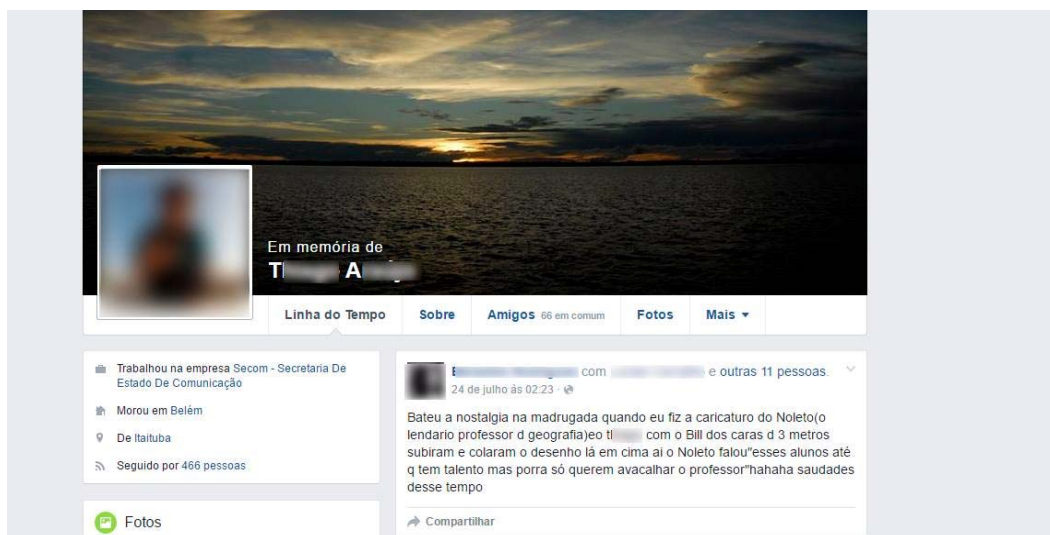 Em memória de
T A
Linha do Tempo Sobre Amigos 66 em comum Fotos Mais
Trabalhou na empresa Secom - Secretaria De
Estado De Comunicação
Morou em Belém
De Itaituba
Seguido por 466 pessoas
Fotos
com e outras 11 pessoas.
24 de julho às 02:23 ·
Bateu a nostalgia na madrugada quando eu fiz a caricaturo do Noleto(o
lendario professor d geografia)eo com o Bill dos caras d 3 metros
subiram e colaram o desenho lá em cima ai o Noleto falou"esses alunos até
q tem talento mas porra só querem avacalhar o professor"hahaha saudades
desse tempo
Compartilhar